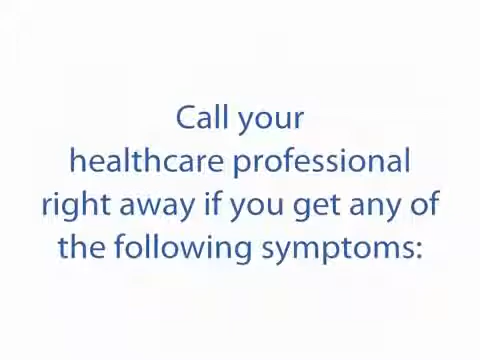 Call your
healthcare professional
right away if you get any of
the following symptoms: